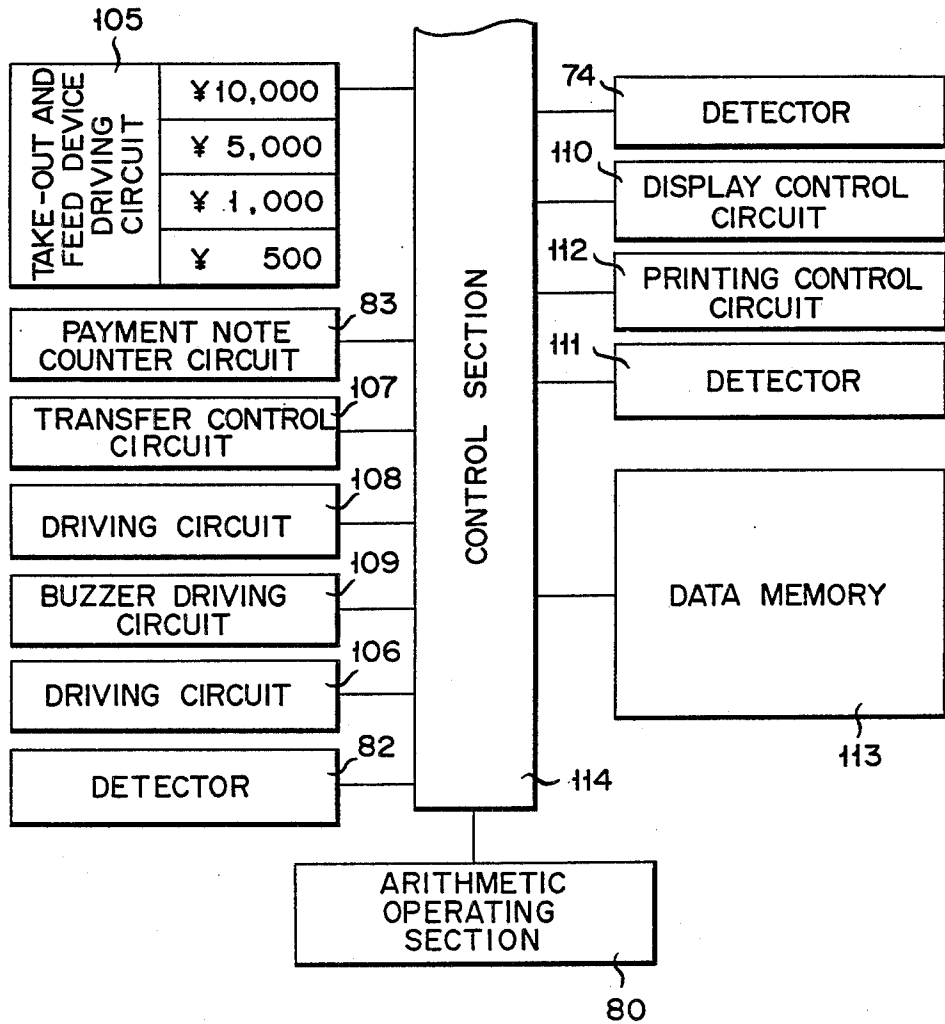 105
TAKE-OUT AND
FEED DEVICE
DRIVING
CIRCUIT
¥10,000
¥ 5,000
¥ 1,000
¥ 500
83
PAYMENT NOTE
COUNTER CIRCUIT
107
TRANSFER CONTROL
CIRCUIT
108
DRIVING CIRCUIT
109
BUZZER DRIVING
CIRCUIT
106
DRIVING CIRCUIT
82
DETECTOR
CONTROL SECTION
114
74
DETECTOR
110
DISPLAY CONTROL
CIRCUIT
112
PRINTING CONTROL
CIRCUIT
111
DETECTOR
DATA MEMORY
113
ARITHMETIC
OPERATING
SECTION
80